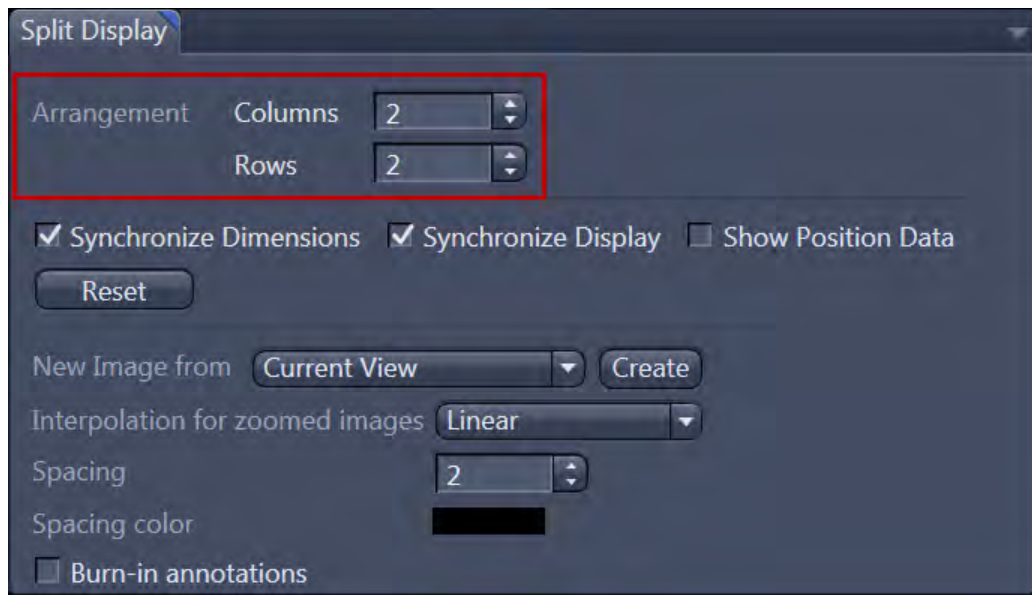 Split Display
Arrangement Columns 2
Rows 2
Synchronize Dimensions Synchronize Display Show Position Data
Reset
New Image from Current View Create
Interpolation for zoomed images Linear
Spacing 2
Spacing color
Burn-in annotations